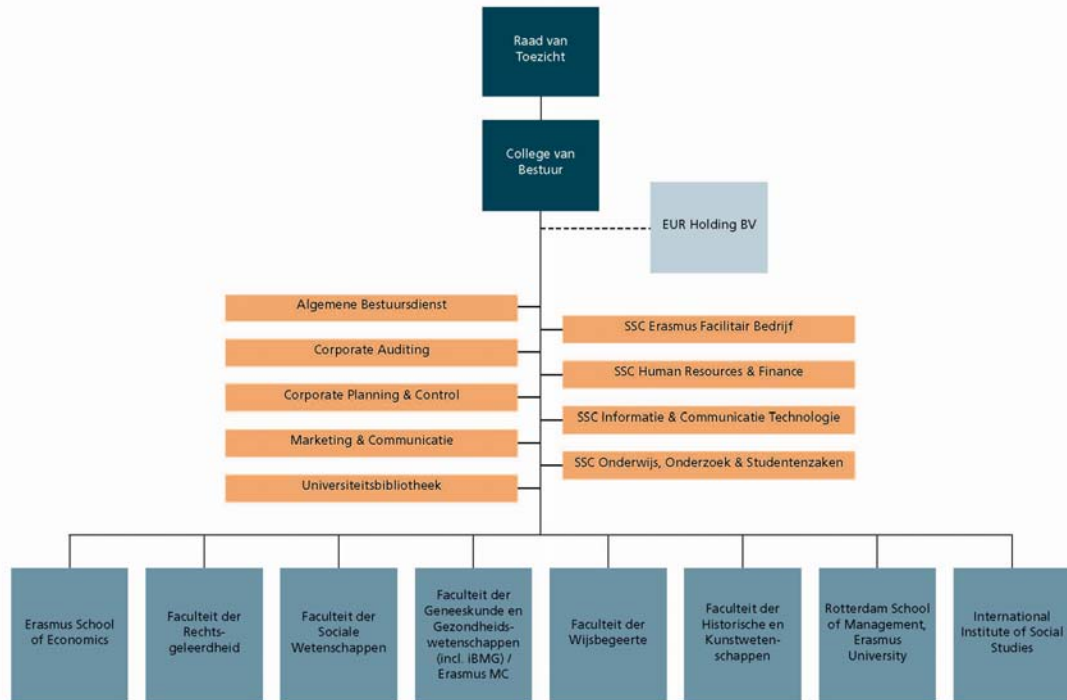 Raad van
Toezicht
College van
Bestuur
EUR Holding BV
Algemene Bestuursdienst
SSC Erasmus Facilitair Bedrijf
Corporate Auditing
SSC Human Resources & Finance
Corporate Planning & Control
SSC Informatie & Communicatie Technologie
Marketing & Communicatie
SSC Onderwijs, Onderzoek & Studentenzaken
Universiteitsbibliotheek
Erasmus School
of Economics
Faculteit der
Rechts-
geleerdheid
Faculteit der
Sociale
Wetenschappen
Faculteit der
Geneeskunde en
Gezondheids-
wetenschappen
(incl. iBMG) /
Erasmus MC
Faculteit der
Wijsbegeerte
Faculteit der
Historische en
Kunstweten-
schappen
Rotterdam School
of Management,
Erasmus
University
International
Institute of Social
Studies